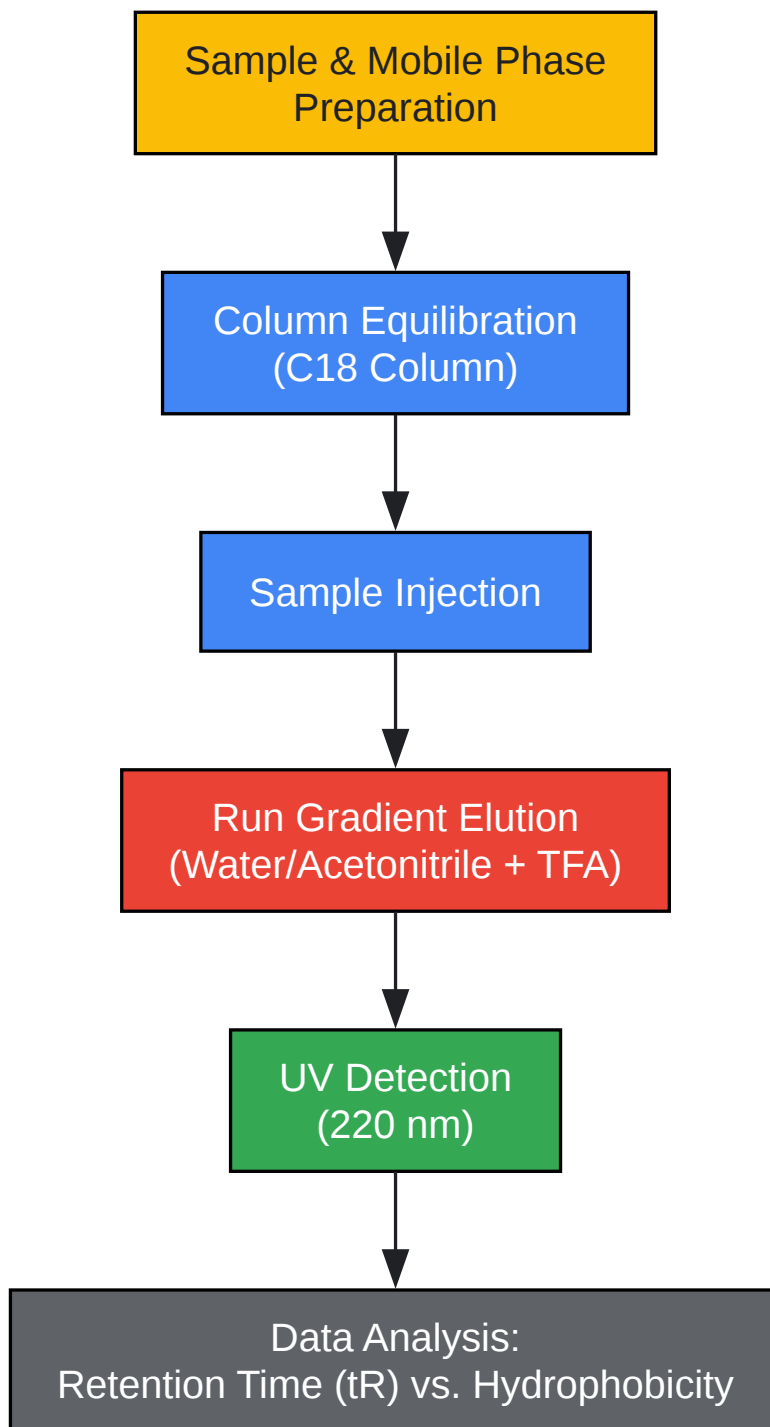 Sample & Mobile Phase
Preparation
Column Equilibration
(C18 Column)
Sample Injection
Run Gradient Elution
(Water/Acetonitrile + TFA)
UV Detection
(220 nm)
Data Analysis:
Retention Time (tR) vs. Hydrophobicity